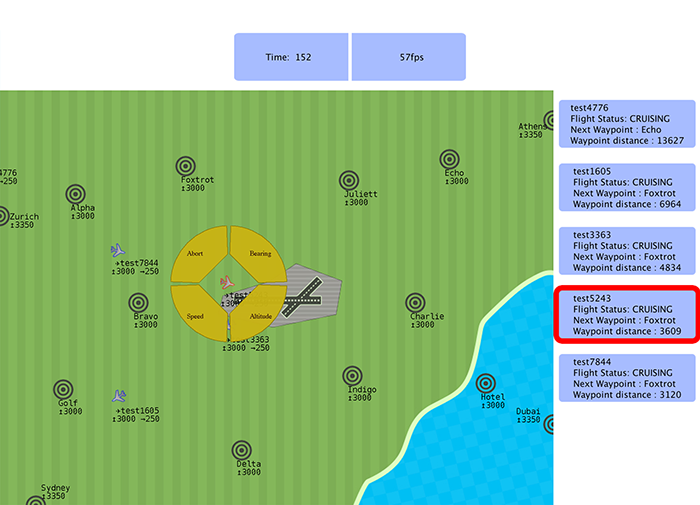 Time: 152
57fps
test4776
Flight Status: CRUISING
Next Waypoint : Echo
Waypoint distance : 13627
test1605
Flight Status: CRUISING
Next Waypoint : Foxtrot
Waypoint distance : 6964
test3363
Flight Status: CRUISING
Next Waypoint : Foxtrot
Waypoint distance : 4834
test5243
Flight Status: CRUISING
Next Waypoint : Foxtrot
Waypoint distance : 3609
test7844
Flight Status: CRUISING
Next Waypoint : Foxtrot
Waypoint distance : 3120
Athens
↕3350
Echo
↕3000
Foxtrot
↕3000
4776
→250
Juliett
↕3000
Alpha
↕3000
Zurich
↕3350
Abort
Bearing
✈test7844
↕3000 →250
Bravo
↕3000
Speed
Altitude
Charlie
↕3000
3363
↕3000 →250
Indigo
↕3000
Golf
↕3000
✈test1605
↕3000 →250
Hotel
↕3000
Dubai
↕3350
Delta
↕3000
Sydney
↕3350